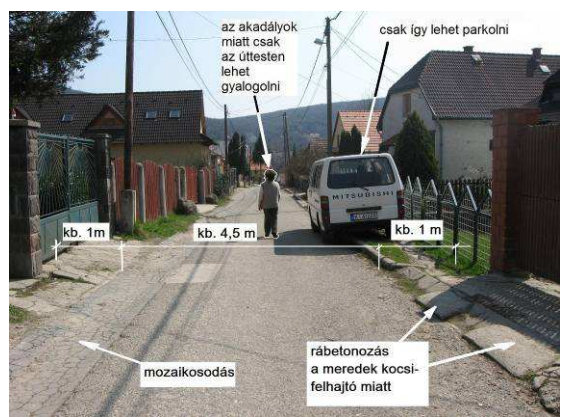 az akadályok
miatt csak
az úttesten
lehet
gyalogolni
csak így lehet parkolni
MITSUBISHI
kb. 1m
kb. 4,5 m
kb. 1 m
mozaikosodás
rábetonozás
a meredek kocsi-
felhajtó miatt